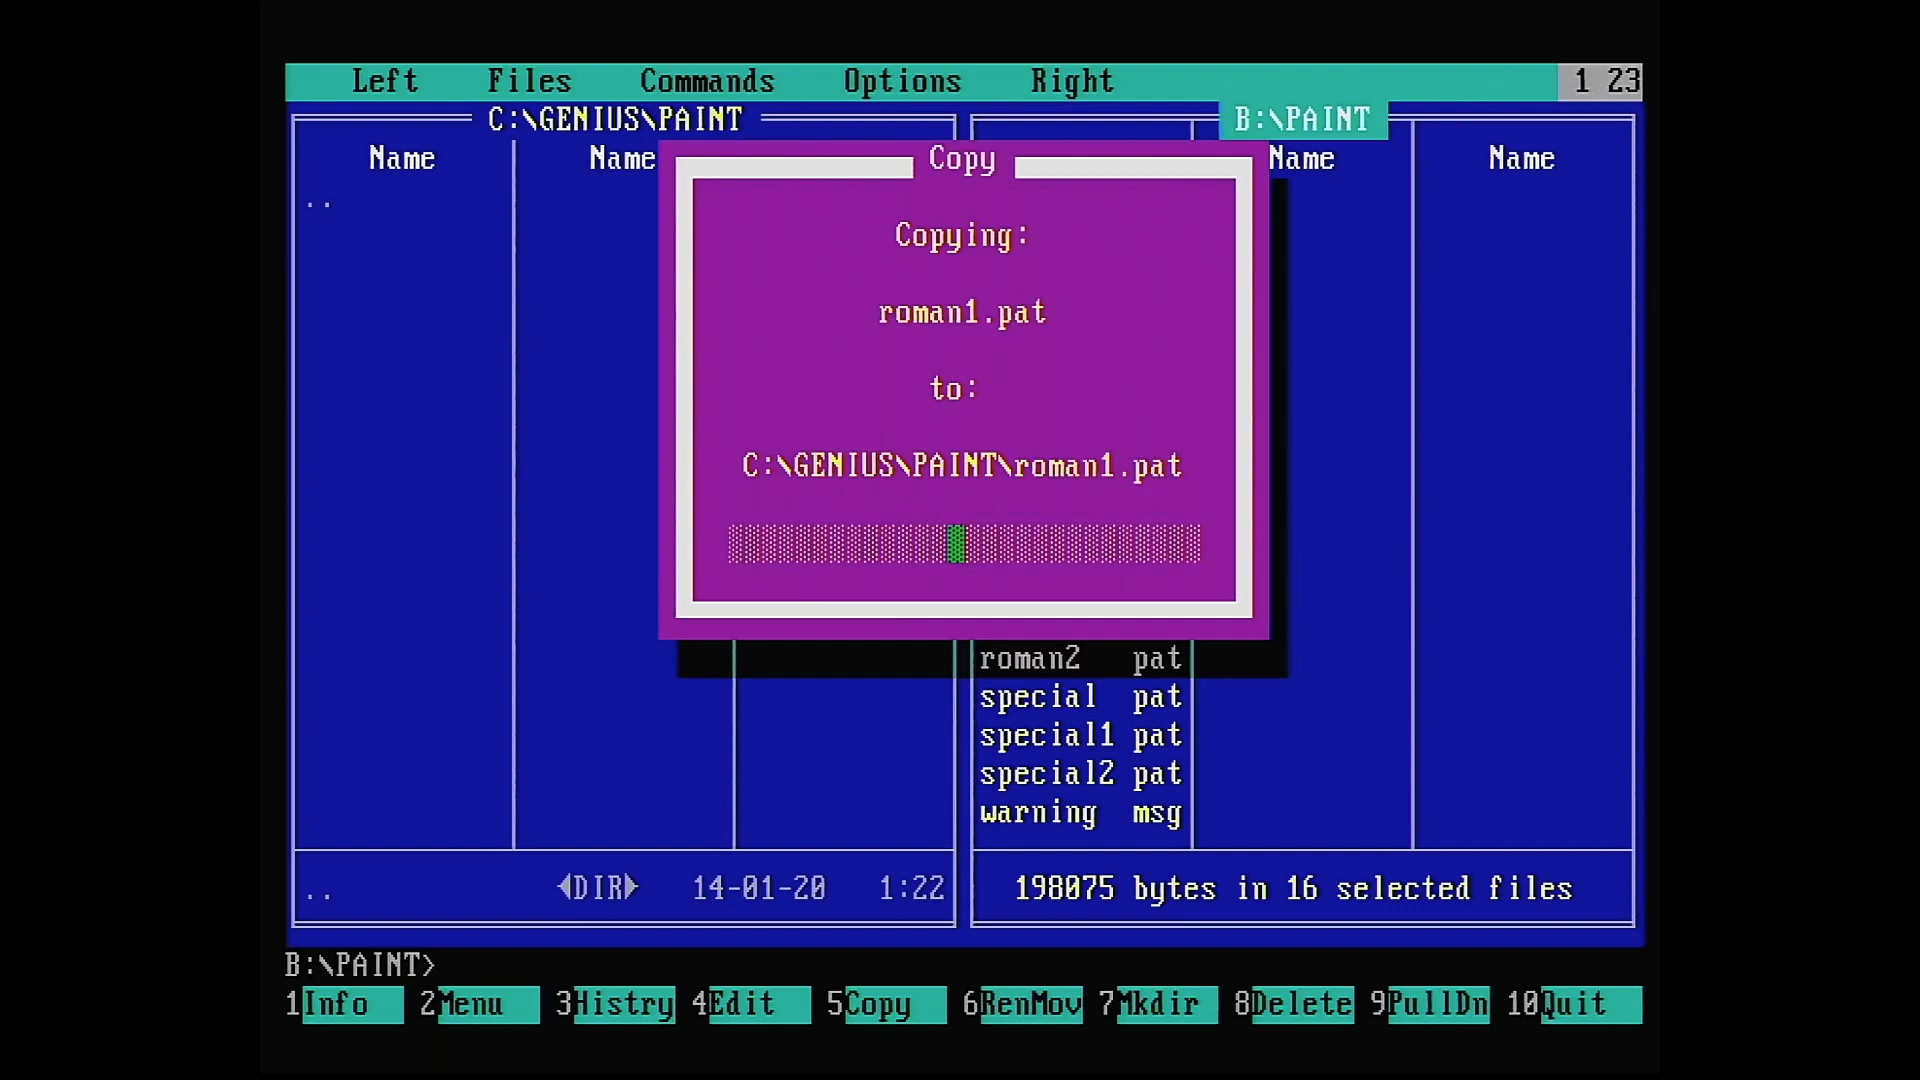 Left Files Commands Options Right 1 23
C:\GENIUS\PAINT B:\PAINT
Name Name Name Name
..
Copy
Copying:
roman1.pat
to:
C:\GENIUS\PAINT\roman1.pat
roman2 pat
special pat
special1 pat
special2 pat
warning msg
.. ◄DIR► 14-01-20 1:22 198075 bytes in 16 selected files
B:\PAINT>
1Info 2Menu 3Histry 4Edit 5Copy 6RenMov 7Mkdir 8Delete 9PullDn 10Quit